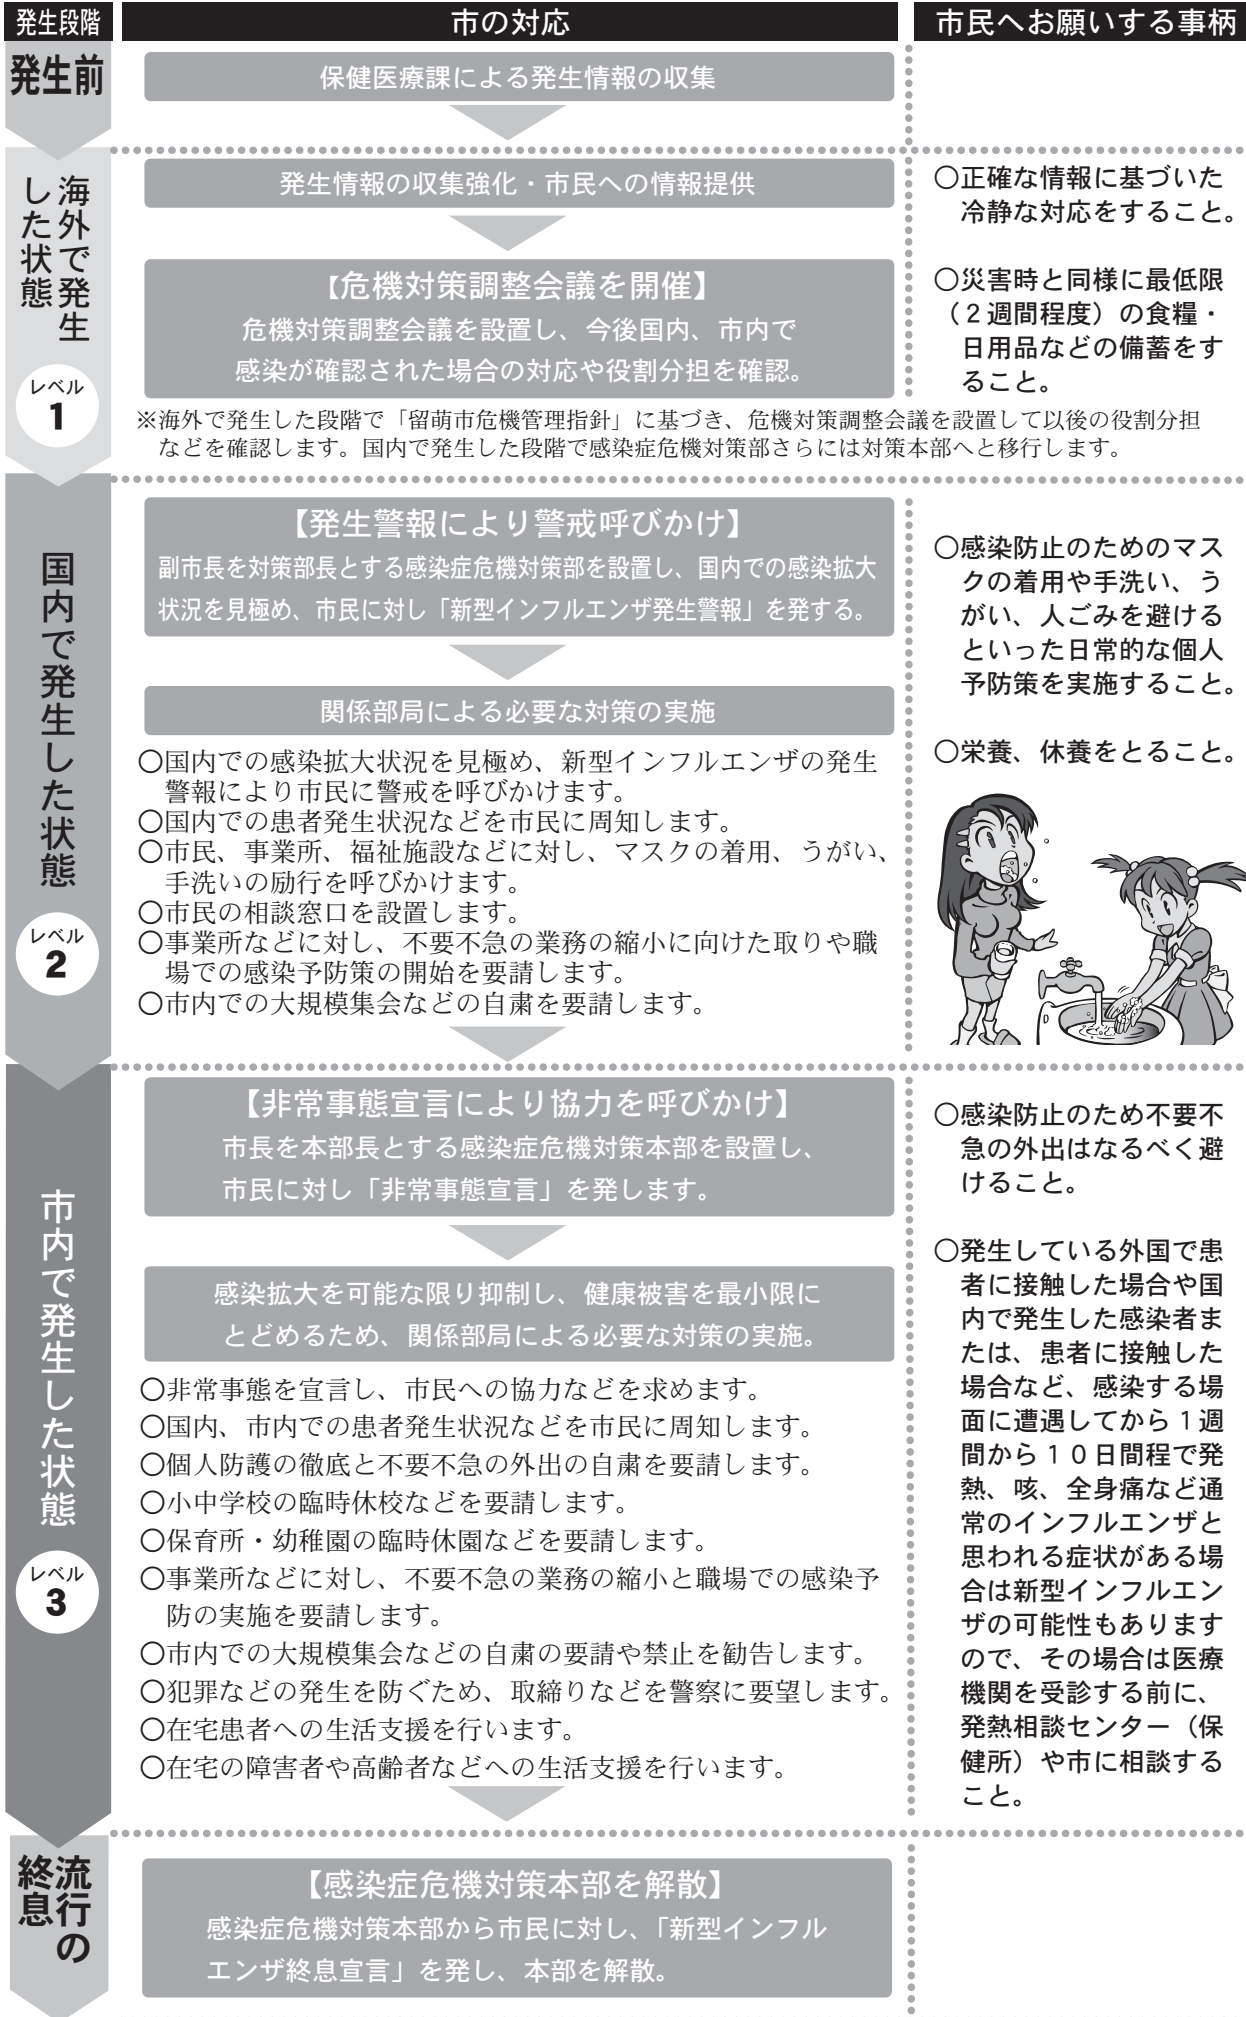 発生段階
市の対応
市民へお願いする事柄
発生前
保健医療課による発生情報の収集
海外で発生
した状態
レベル
1
発生情報の収集強化・市民への情報提供
【危機対策調整会議を開催】
危機対策調整会議を設置し、今後国内、市内で
感染が確認された場合の対応や役割分担を確認。
○正確な情報に基づいた
冷静な対応をすること。
○災害時と同様に最低限
（２週間程度）の食糧・
日用品などの備蓄をす
ること。
※海外で発生した段階で「留萌市危機管理指針」に基づき、危機対策調整会議を設置して以後の役割分担
などを確認します。国内で発生した段階で感染症危機対策部さらには対策本部へと移行します。
国内で発生した状態
レベル
2
【発生警報により警戒呼びかけ】
副市長を対策部長とする感染症危機対策部を設置し、国内での感染拡大
状況を見極め、市民に対し「新型インフルエンザ発生警報」を発する。
関係部局による必要な対策の実施
○国内での感染拡大状況を見極め、新型インフルエンザの発生
警報により市民に警戒を呼びかけます。
○国内での患者発生状況などを市民に周知します。
○市民、事業所、福祉施設などに対し、マスクの着用、うがい、
手洗いの励行を呼びかけます。
○市民の相談窓口を設置します。
○事業所などに対し、不要不急の業務の縮小に向けた取りや職
場での感染予防策の開始を要請します。
○市内での大規模集会などの自粛を要請します。
○感染防止のためのマス
クの着用や手洗い、う
がい、人ごみを避ける
といった日常的な個人
予防策を実施すること。
○栄養、休養をとること。
市内で発生した状態
レベル
3
【非常事態宣言により協力を呼びかけ】
市長を本部長とする感染症危機対策本部を設置し、
市民に対し「非常事態宣言」を発します。
感染拡大を可能な限り抑制し、健康被害を最小限に
とどめるため、関係部局による必要な対策の実施。
○非常事態を宣言し、市民への協力などを求めます。
○国内、市内での患者発生状況などを市民に周知します。
○個人防護の徹底と不要不急の外出の自粛を要請します。
○小中学校の臨時休校などを要請します。
○保育所・幼稚園の臨時休園などを要請します。
○事業所などに対し、不要不急の業務の縮小と職場での感染予
防の実施を要請します。
○市内での大規模集会などの自粛の要請や禁止を勧告します。
○犯罪などの発生を防ぐため、取締りなどを警察に要望します。
○在宅患者への生活支援を行います。
○在宅の障害者や高齢者などへの生活支援を行います。
○感染防止のため不要不
急の外出はなるべく避
けること。
○発生している外国で患
者に接触した場合や国
内で発生した感染者ま
たは、患者に接触した
場合など、感染する場
面に遭遇してから１週
間から１０日間程で発
熱、咳、全身痛など通
常のインフルエンザと
思われる症状がある場
合は新型インフルエン
ザの可能性もあります
ので、その場合は医療
機関を受診する前に、
発熱相談センター（保
健所）や市に相談する
こと。
流行の
終息
【感染症危機対策本部を解散】
感染症危機対策本部から市民に対し、「新型インフル
エンザ終息宣言」を発し、本部を解散。